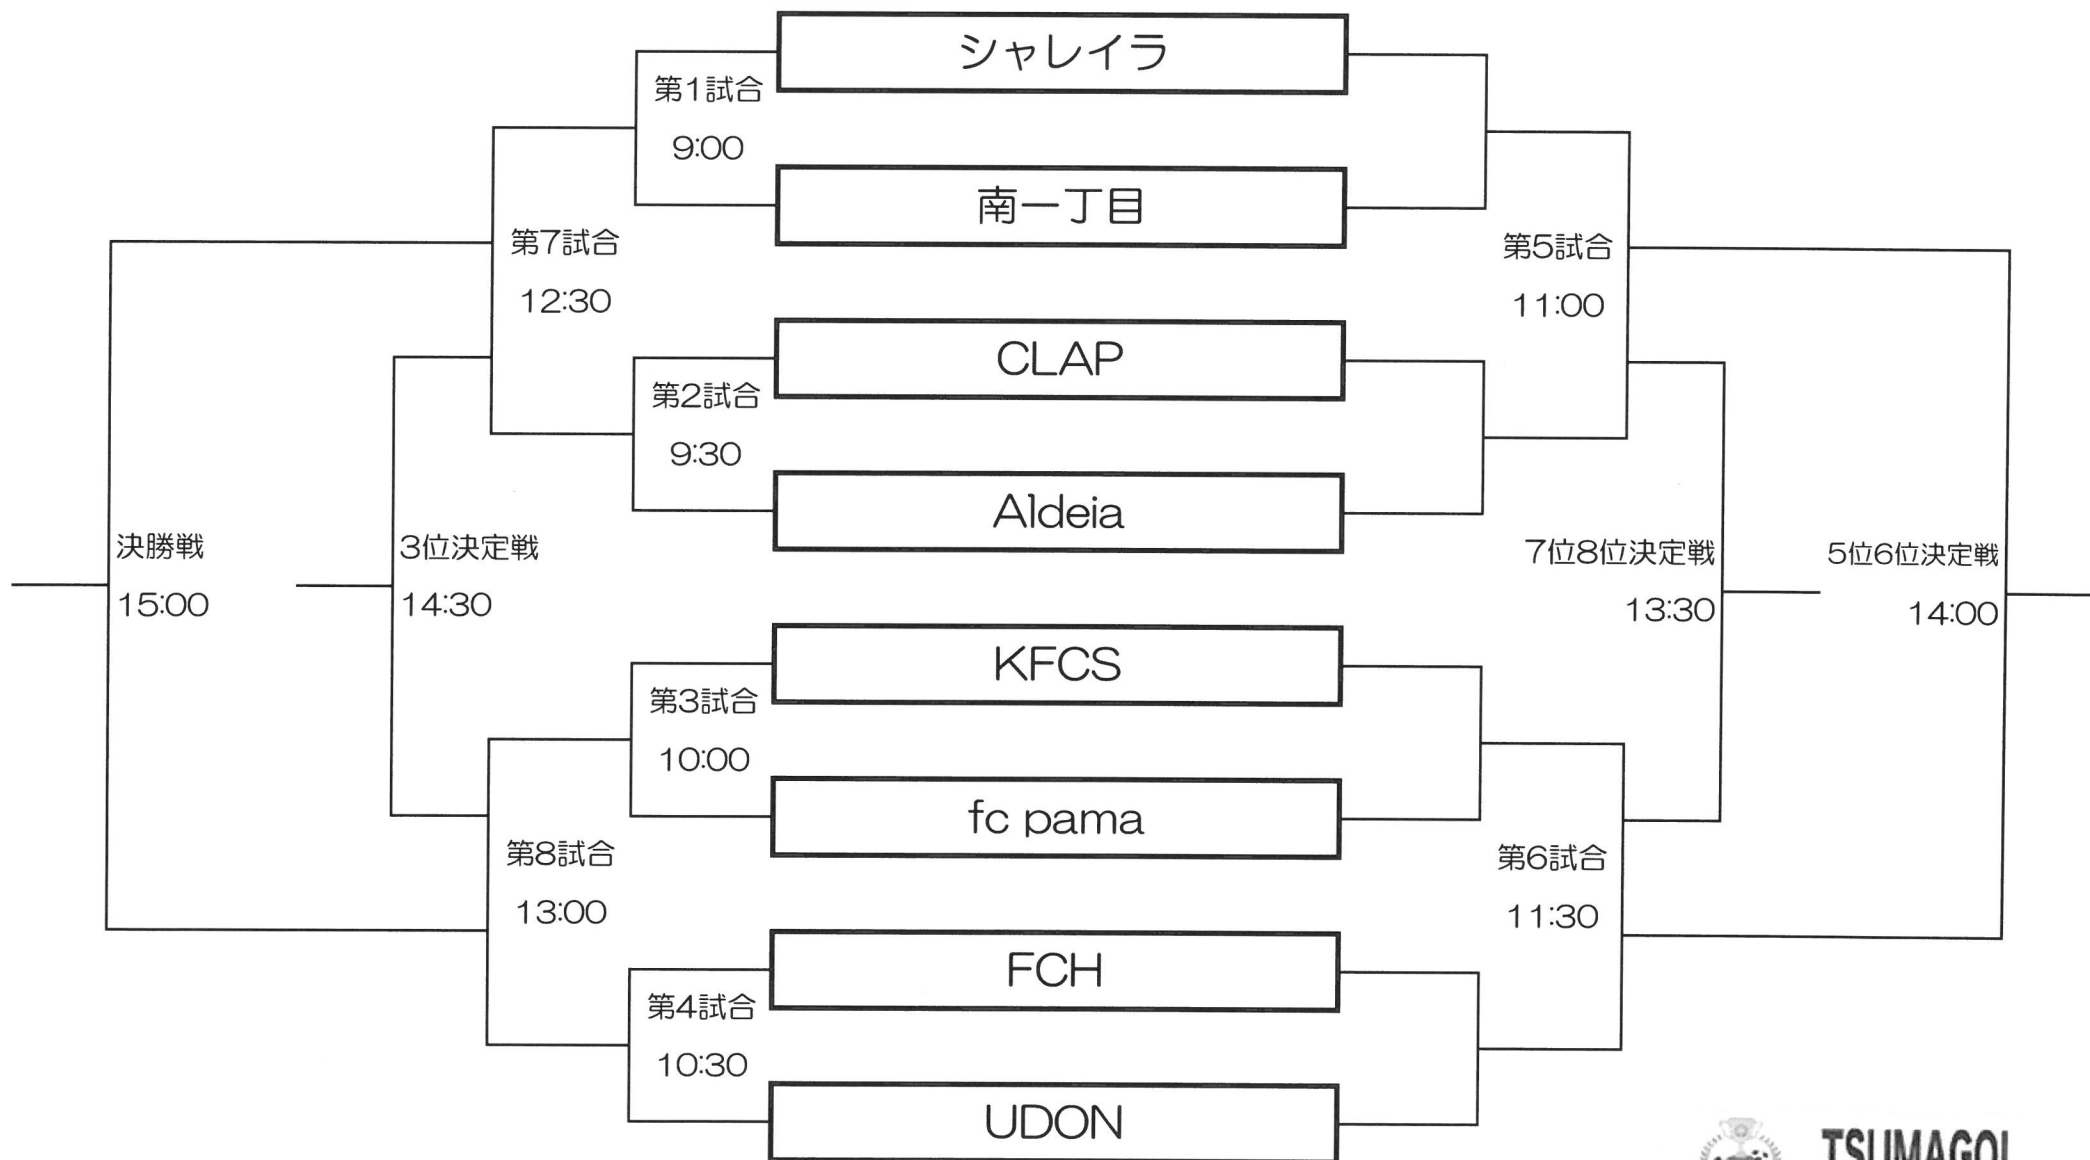 シャレイラ
第1試合
9:00
南一丁目
第7試合
12:30
第5試合
11:00
CLAP
第2試合
9:30
Aldeia
決勝戦
15:00
3位決定戦
14:30
7位8位決定戦
13:30
5位6位決定戦
14:00
KFCS
第3試合
10:00
fc pama
第8試合
13:00
第6試合
11:30
FCH
第4試合
10:30
UDON
TSUMAGOI